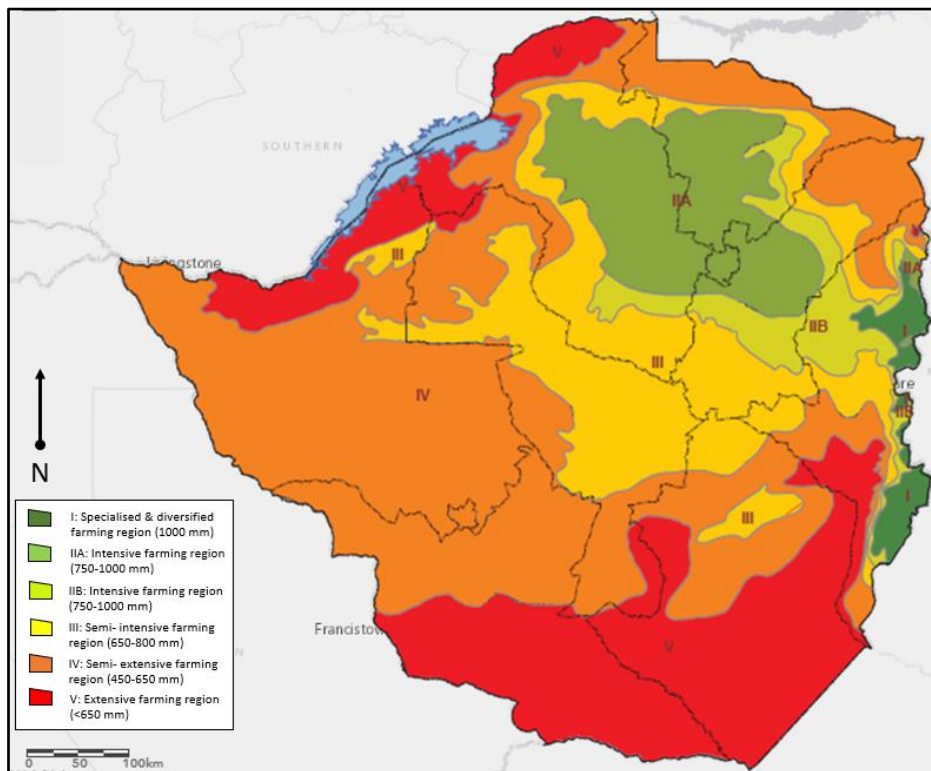 V
SOUTHERN
IIA
V
V
IIA
III
Livingstone
I
IIB
III
IV
IIB
I
III
V
Francistow
N
I: Specialised & diversified
farming region (1000 mm)
IIA: Intensive farming region
(750-1000 mm)
IIB: Intensive farming region
(750-1000 mm)
III: Semi- intensive farming
region (650-800 mm)
IV: Semi- extensive farming
region (450-650 mm)
V: Extensive farming region
(<650 mm)
0 50 100km